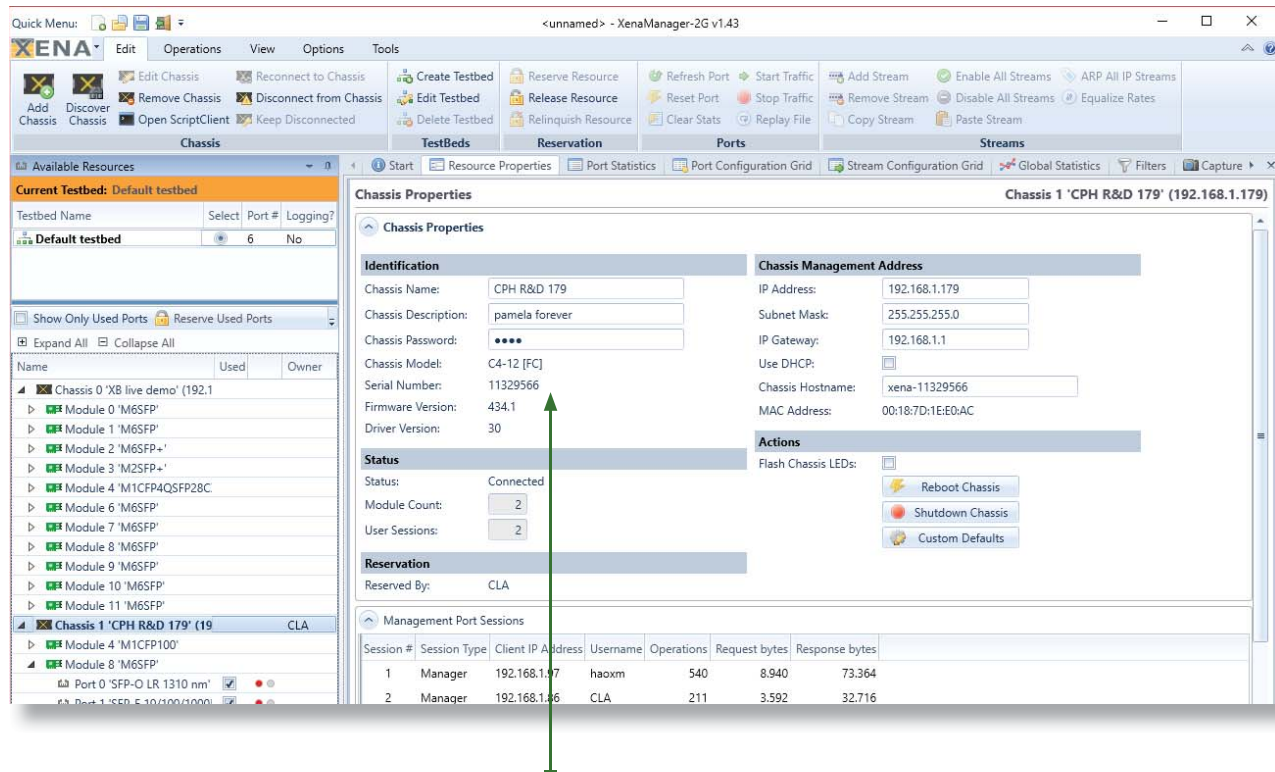 Quick Menu:
<unnamed> - XenaManager-2G v1.43
XENA Edit Operations View Options Tools
Add Chassis
Discover Chassis
Edit Chassis
Remove Chassis
Open ScriptClient
Reconnect to Chassis
Disconnect from Chassis
Keep Disconnected
Chassis
Create Testbed
Edit Testbed
Delete Testbed
TestBeds
Reserve Resource
Release Resource
Relinquish Resource
Reservation
Refresh Port
Reset Port
Clear Stats
Start Traffic
Stop Traffic
Replay File
Ports
Add Stream
Remove Stream
Copy Stream
Enable All Streams
Disable All Streams
Paste Stream
ARP All IP Streams
Equalize Rates
Streams
Available Resources
Current Testbed: Default testbed
Testbed Name Select Port # Logging?
Default testbed 6 No
Show Only Used Ports Reserve Used Ports
Expand All Collapse All
Name Used Owner
Chassis 0 'XB live demo' (192.1
Module 0 'M6SFP'
Module 1 'M6SFP'
Module 2 'M6SFP+'
Module 3 'M2SFP+'
Module 4 'M1CFP4QSFP28C
Module 6 'M6SFP'
Module 7 'M6SFP'
Module 8 'M6SFP'
Module 9 'M6SFP'
Module 10 'M6SFP'
Module 11 'M6SFP'
Chassis 1 'CPH R&D 179' (19 CLA
Module 4 'M1CFP100'
Module 8 'M6SFP'
Port 0 'SFP-O LR 1310 nm'
Port 1 'SFP-E 10/100/1000
Start Resource Properties Port Statistics Port Configuration Grid Stream Configuration Grid Global Statistics Filters Capture
Chassis Properties Chassis 1 'CPH R&D 179' (192.168.1.179)
Chassis Properties
Identification
Chassis Name: CPH R&D 179
Chassis Description: pamela forever
Chassis Password: ●●●●
Chassis Model: C4-12 [FC]
Serial Number: 11329566
Firmware Version: 434.1
Driver Version: 30
Status
Status: Connected
Module Count: 2
User Sessions: 2
Reservation
Reserved By: CLA
Chassis Management Address
IP Address: 192.168.1.179
Subnet Mask: 255.255.255.0
IP Gateway: 192.168.1.1
Use DHCP:
Chassis Hostname: xena-11329566
MAC Address: 00:18:7D:1E:E0:AC
Actions
Flash Chassis LEDs:
Reboot Chassis
Shutdown Chassis
Custom Defaults
Management Port Sessions
Session # Session Type Client IP Address Username Operations Request bytes Response bytes
1 Manager 192.168.1.97 haoxm 540 8.940 73.364
2 Manager 192.168.1.86 CLA 211 3.592 32.716